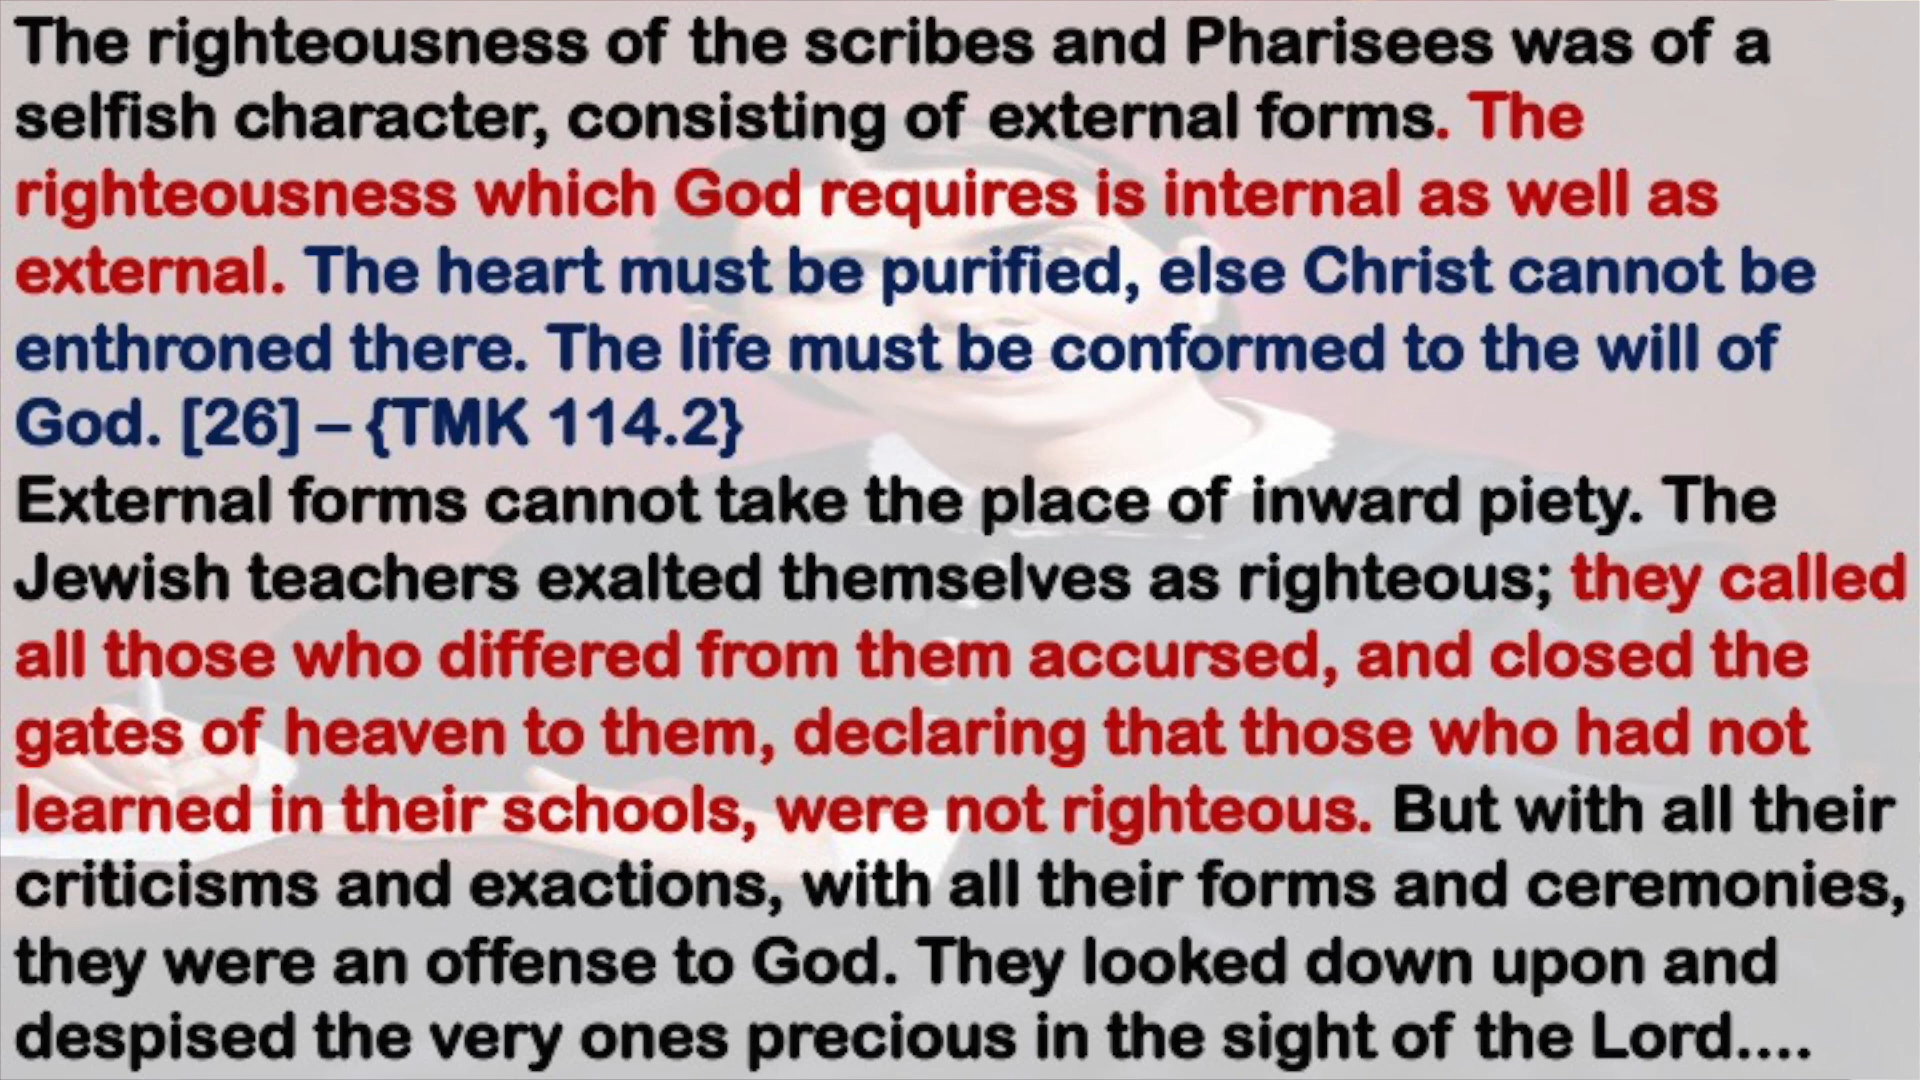 The righteousness of the scribes and Pharisees was of a
selfish character, consisting of external forms. The
righteousness which God requires is internal as well as
external. The heart must be purified, else Christ cannot be
enthroned there. The life must be conformed to the will of
God. [26] – {TMK 114.2}
External forms cannot take the place of inward piety. The
Jewish teachers exalted themselves as righteous; they called
all those who differed from them accursed, and closed the
gates of heaven to them, declaring that those who had not
learned in their schools, were not righteous. But with all their
criticisms and exactions, with all their forms and ceremonies,
they were an offense to God. They looked down upon and
despised the very ones precious in the sight of the Lord....